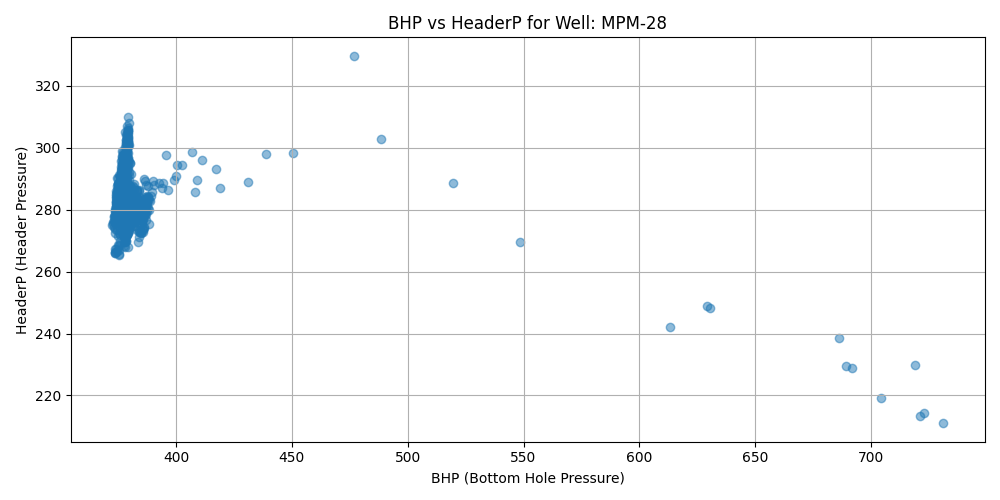 BHP vs HeaderP for Well: MPM-28
HeaderP (Header Pressure)
320
300
280
260
240
220
400 450 500 550 600 650 700
BHP (Bottom Hole Pressure)